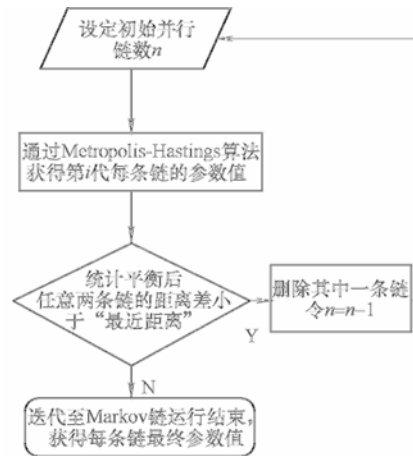 设定初始并行
链数n
通过Metropolis-Hastings算法
获得第i代每条链的参数值
统计平衡后
任意两条链的距离差小
于“最近距离”
Y
删除其中一条链
令n=n-1
N
迭代至Markov链运行结束,
获得每条链最终参数值